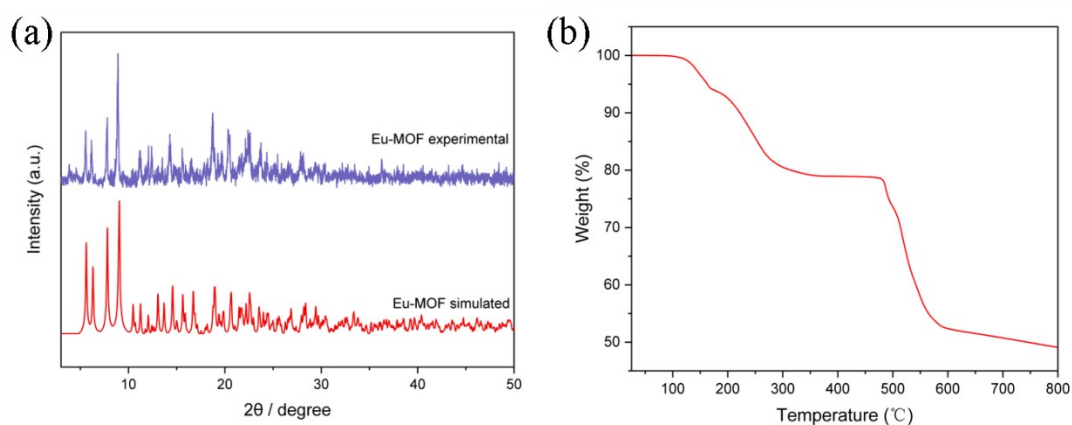 (a)
Intensity (a.u.)
Eu-MOF experimental
Eu-MOF simulated
10
20
30
40
50
2θ / degree
(b)
Weight (%)
100
90
80
70
60
50
100
200
300
400
500
600
700
800
Temperature (℃)